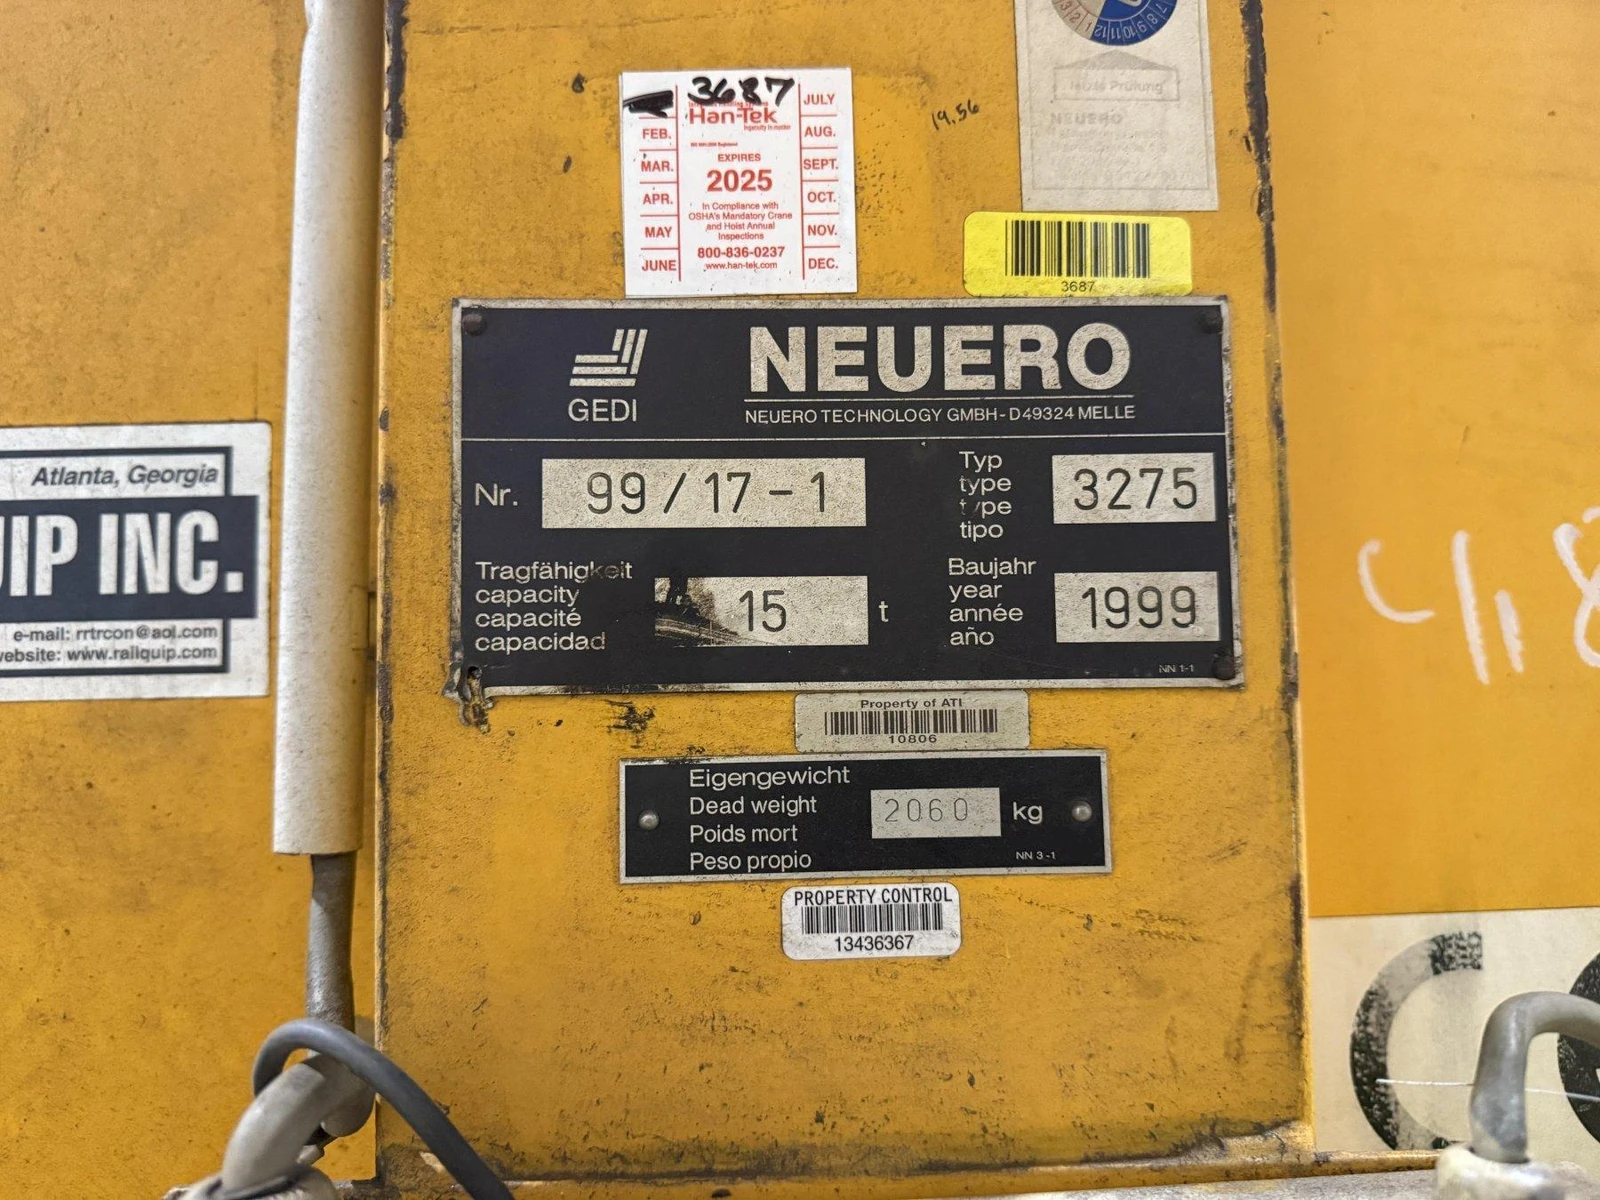 3687
Han-Tek
FEB.
MAR.
APR.
MAY
JUNE
JULY
AUG.
SEPT.
OCT.
NOV.
DEC.
EXPIRES
2025
In Compliance with
OSHA's Mandatory Crane
and Hoist Annual
Inspections
800-836-0237
www.han-tek.com
19.56
Prüfung
NEUERO
3687
GEDI
NEUERO
NEUERO TECHNOLOGY GMBH - D 49324 MELLE
Nr. 99/17-1
Typ
type
type
tipo
3275
Tragfähigkeit
capacity
capacité
capacidad
15 t
Baujahr
year
année
año
1999
NN 1-1
Property of ATI
10806
Eigengewicht
Dead weight
Poids mort
Peso propio
2060 kg
NN 3-1
PROPERTY CONTROL
13436367
Atlanta, Georgia
UIP INC.
e-mail: rrtrcon@aol.com
website: www.railquip.com